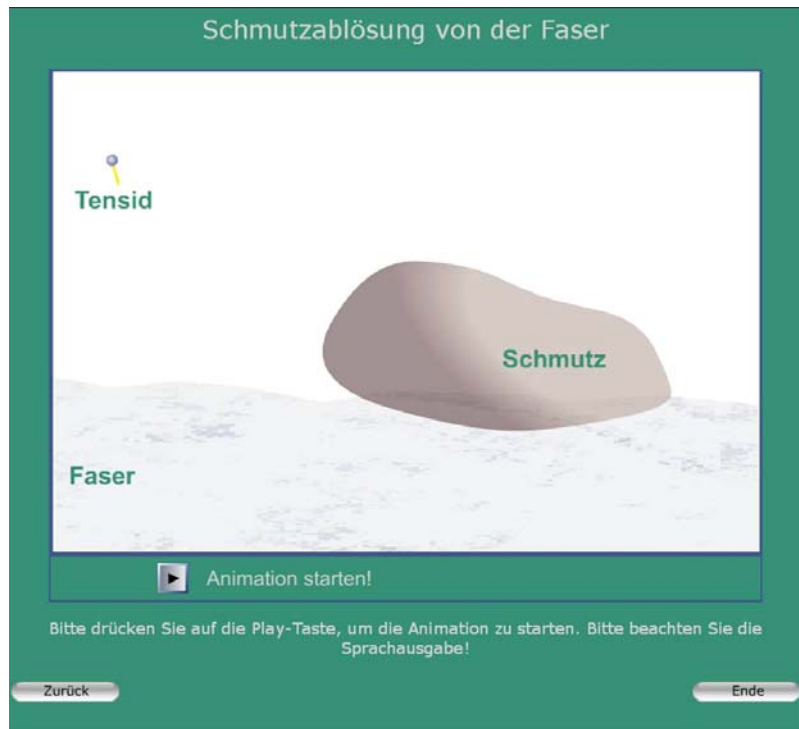 Schmutzablösung von der Faser
Tensid
Schmutz
Faser
Animation starten!
Bitte drücken Sie auf die Play-Taste, um die Animation zu starten. Bitte beachten Sie die
Sprachausgabe!
Zurück
Ende